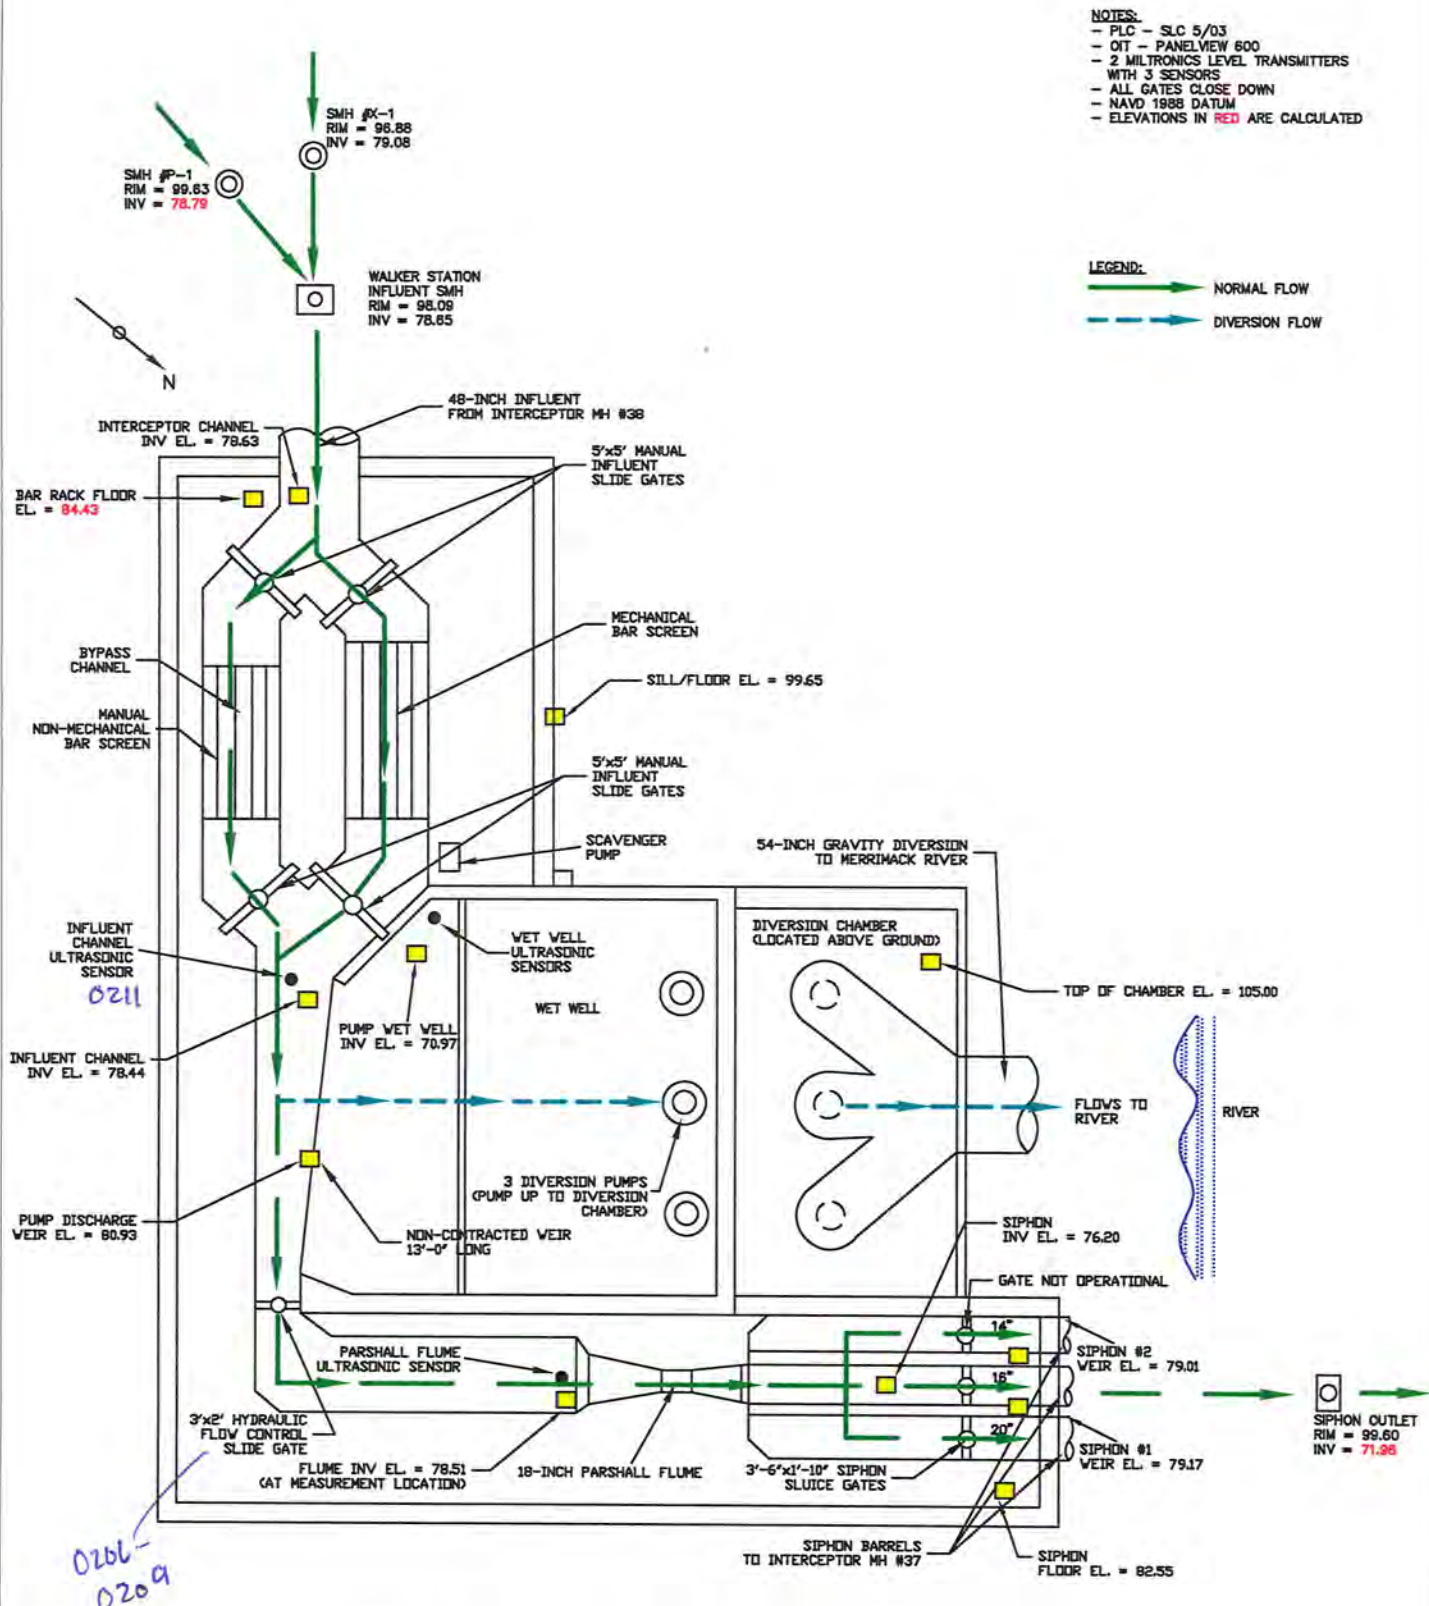 NOTES:
- PLC - SLC 5/03
- OIT - PANELVIEW 600
- 2 MILTRONICS LEVEL TRANSMITTERS
WITH 3 SENSORS
- ALL GATES CLOSE DOWN
- NAVD 1988 DATUM
- ELEVATIONS IN RED ARE CALCULATED
SMH #X-1
RIM = 96.88
INV = 79.08
SMH #P-1
RIM = 99.63
INV = 78.79
WALKER STATION
INFLUENT SMH
RIM = 98.09
INV = 78.65
LEGEND:
NORMAL FLOW
DIVERSION FLOW
N
48-INCH INFLUENT
FROM INTERCEPTOR MH #38
INTERCEPTOR CHANNEL
INV EL. = 78.63
5'x5' MANUAL
INFLUENT
SLIDE GATES
BAR RACK FLOOR
EL. = 84.43
MECHANICAL
BAR SCREEN
BYPASS
CHANNEL
SILL/FLOOR EL. = 99.65
MANUAL
NON-MECHANICAL
BAR SCREEN
5'x5' MANUAL
INFLUENT
SLIDE GATES
SCAVENGER
PUMP
54-INCH GRAVITY DIVERSION
TO MERRIMACK RIVER
INFLUENT
CHANNEL
ULTRASONIC
SENSOR
0211
WET WELL
ULTRASONIC
SENSORS
DIVERSION CHAMBER
(LOCATED ABOVE GROUND)
TOP OF CHAMBER EL. = 105.00
WET WELL
PUMP WET WELL
INV EL. = 70.97
INFLUENT CHANNEL
INV EL. = 78.44
FLOWS TO
RIVER
RIVER
3 DIVERSION PUMPS
(PUMP UP TO DIVERSION
CHAMBER)
PUMP DISCHARGE
WEIR EL. = 80.93
NON-CONTRACTED WEIR
13'-0" LONG
SIPHON
INV EL. = 76.20
GATE NOT OPERATIONAL
14"
PARSHALL FLUME
ULTRASONIC SENSOR
SIPHON #2
WEIR EL. = 79.01
16"
3'x2' HYDRAULIC
FLOW CONTROL
SLIDE GATE
20"
SIPHON OUTLET
RIM = 99.60
INV = 71.96
FLUME INV EL. = 78.51
(AT MEASUREMENT LOCATION)
18-INCH PARSHALL FLUME
3'-6"x1'-10" SIPHON
SLUICE GATES
SIPHON #1
WEIR EL. = 79.17
SIPHON BARRELS
TO INTERCEPTOR MH #37
SIPHON
FLOOR EL. = 82.55
0209